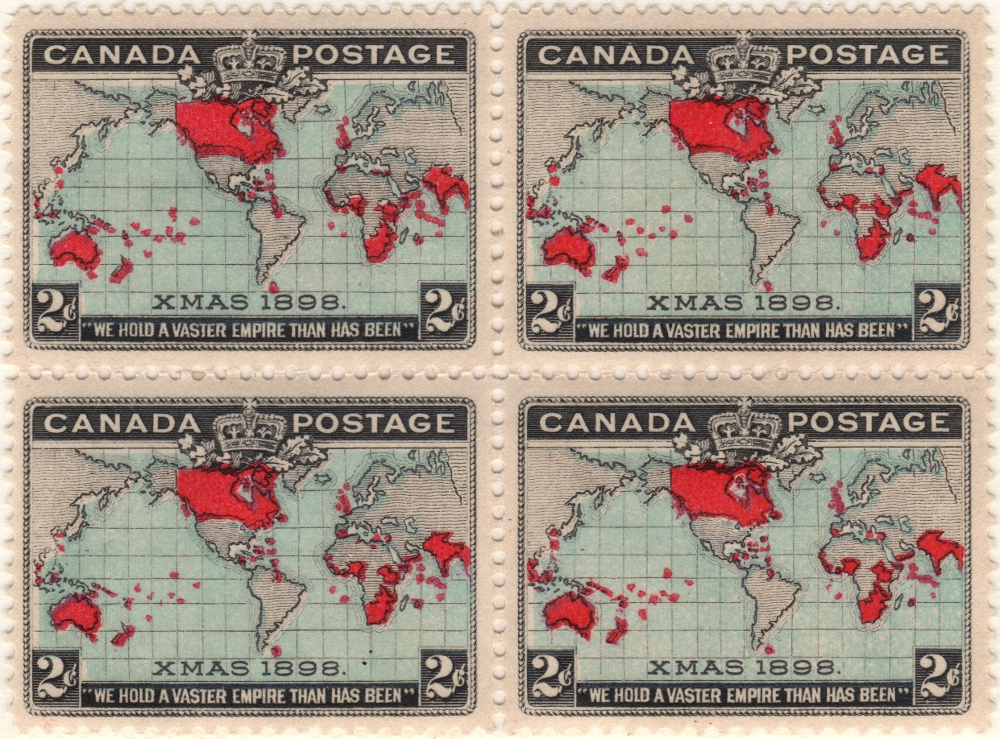 CANADA POSTAGE
XMAS 1898.
2¢ 2¢
"WE HOLD A VASTER EMPIRE THAN HAS BEEN"
CANADA POSTAGE
XMAS 1898.
2¢ 2¢
"WE HOLD A VASTER EMPIRE THAN HAS BEEN"
CANADA POSTAGE
XMAS 1898.
2¢ 2¢
"WE HOLD A VASTER EMPIRE THAN HAS BEEN"
CANADA POSTAGE
XMAS 1898.
2¢ 2¢
"WE HOLD A VASTER EMPIRE THAN HAS BEEN"